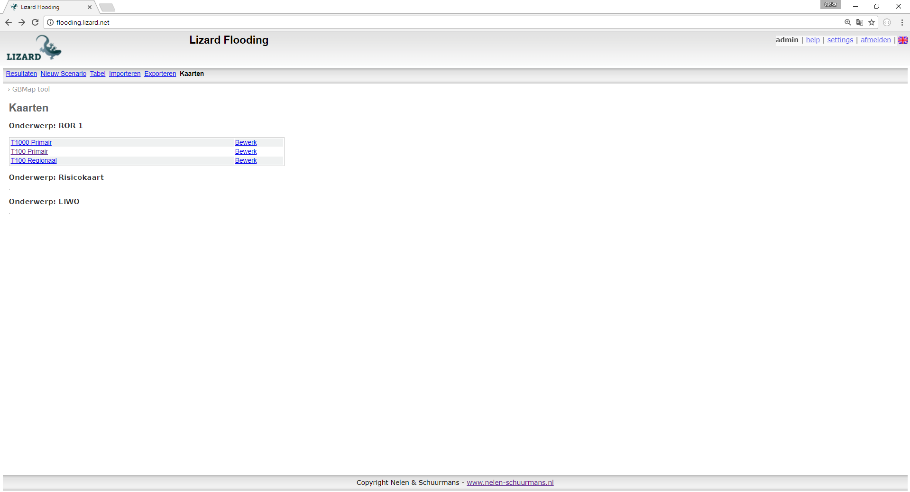 Lizard Flooding
flooding.lizard.net
LIZARD
Lizard Flooding
admin | help | settings | afmelden |
Resultaten Nieuw Scenario Tabel Importeren Exporteren Kaarten
› GBMap tool
Kaarten
Onderwerp: ROR 1
T1000 Primair Bewerk
T100 Primair Bewerk
T100 Regionaal Bewerk
Onderwerp: Risicokaart
Onderwerp: LIWO
Copyright Nelen & Schuurmans - www.nelen-schuurmans.nl